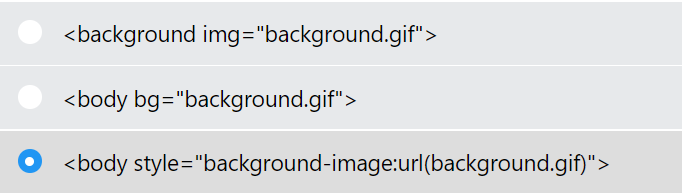 <background img="background.gif">
<body bg="background.gif">
<body style="background-image:url(background.gif)">